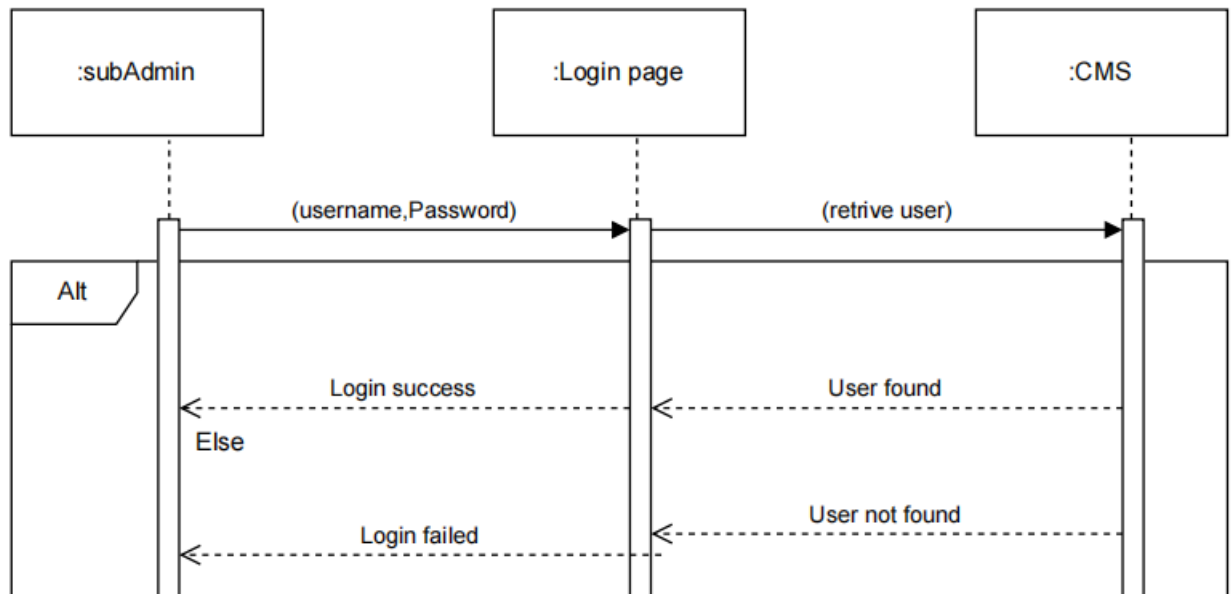 :subAdmin
:Login page
:CMS
(username,Password)
(retrive user)
Alt
Login success
User found
Else
User not found
Login failed